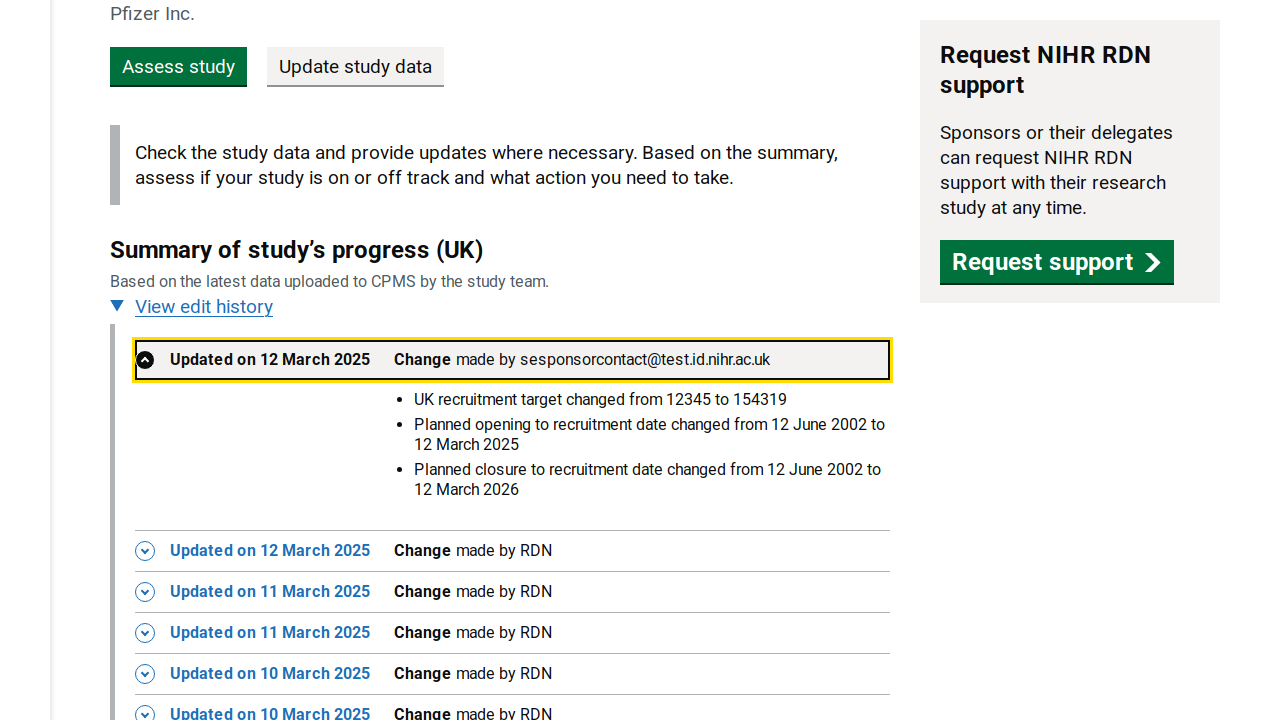 Pfizer Inc.
Assess study
Update study data
Check the study data and provide updates where necessary. Based on the summary,
assess if your study is on or off track and what action you need to take.
Summary of study’s progress (UK)
Based on the latest data uploaded to CPMS by the study team.
View edit history
Updated on 12 March 2025 Change made by sesponsorcontact@test.id.nihr.ac.uk
• UK recruitment target changed from 12345 to 154319
• Planned opening to recruitment date changed from 12 June 2002 to
12 March 2025
• Planned closure to recruitment date changed from 12 June 2002 to
12 March 2026
Updated on 12 March 2025 Change made by RDN
Updated on 11 March 2025 Change made by RDN
Updated on 11 March 2025 Change made by RDN
Updated on 10 March 2025 Change made by RDN
Updated on 10 March 2025 Change made by RDN
Request NIHR RDN
support
Sponsors or their delegates
can request NIHR RDN
support with their research
study at any time.
Request support